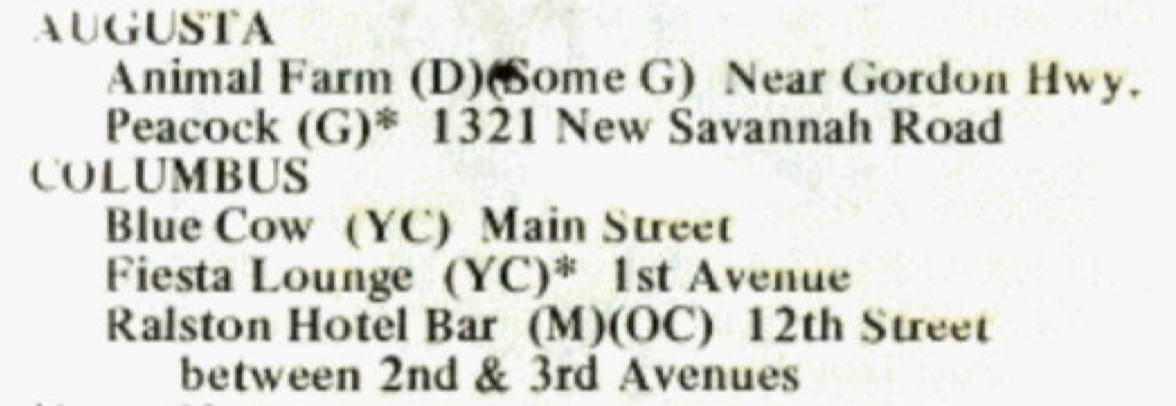 AUGUSTA
Animal Farm (D)(Some G) Near Gordon Hwy.
Peacock (G)* 1321 New Savannah Road
COLUMBUS
Blue Cow (YC) Main Street
Fiesta Lounge (YC)* 1st Avenue
Ralston Hotel Bar (M)(OC) 12th Street
between 2nd & 3rd Avenues